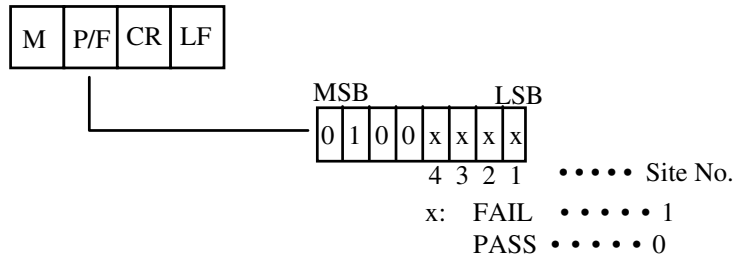 M P/F CR LF
MSB LSB
0 1 0 0 x x x x
4 3 2 1 • • • • • Site No.
x: FAIL • • • • • 1
PASS • • • • • 0